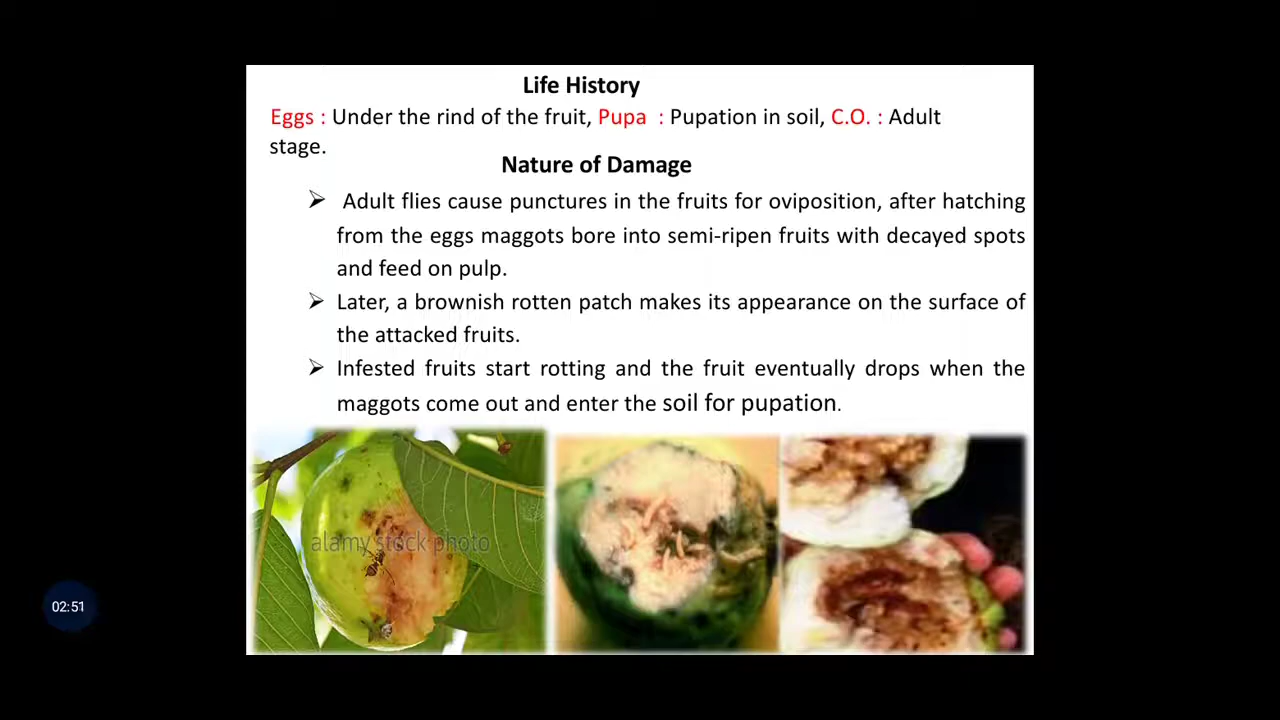 Life History
Eggs : Under the rind of the fruit, Pupa : Pupation in soil, C.O. : Adult
stage.
Nature of Damage
➢ Adult flies cause punctures in the fruits for oviposition, after hatching
from the eggs maggots bore into semi-ripen fruits with decayed spots
and feed on pulp.
➢ Later, a brownish rotten patch makes its appearance on the surface of
the attacked fruits.
➢ Infested fruits start rotting and the fruit eventually drops when the
maggots come out and enter the soil for pupation.
alamy stock photo
02:51